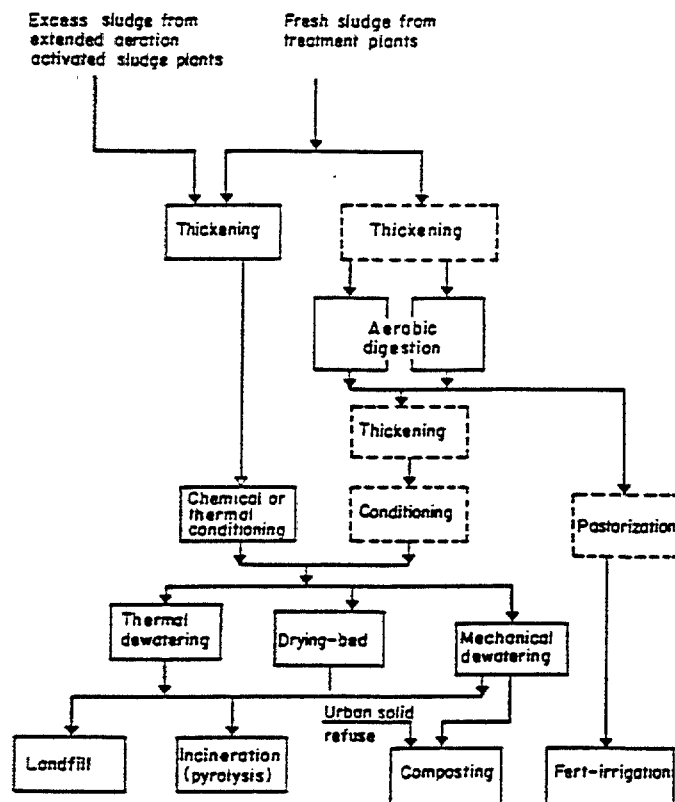 Excess sludge from
extended aeration
activated sludge plants
Fresh sludge from
treatment plants
Thickening
Thickening
Aerobic
digestion
Thickening
Chemical or
thermal
conditioning
Conditioning
Pastorization
Thermal
dewatering
Drying-bed
Mechanical
dewatering
Urban solid
refuse
Landfill
Incineration
(pyrolysis)
Composting
Fert-irrigation